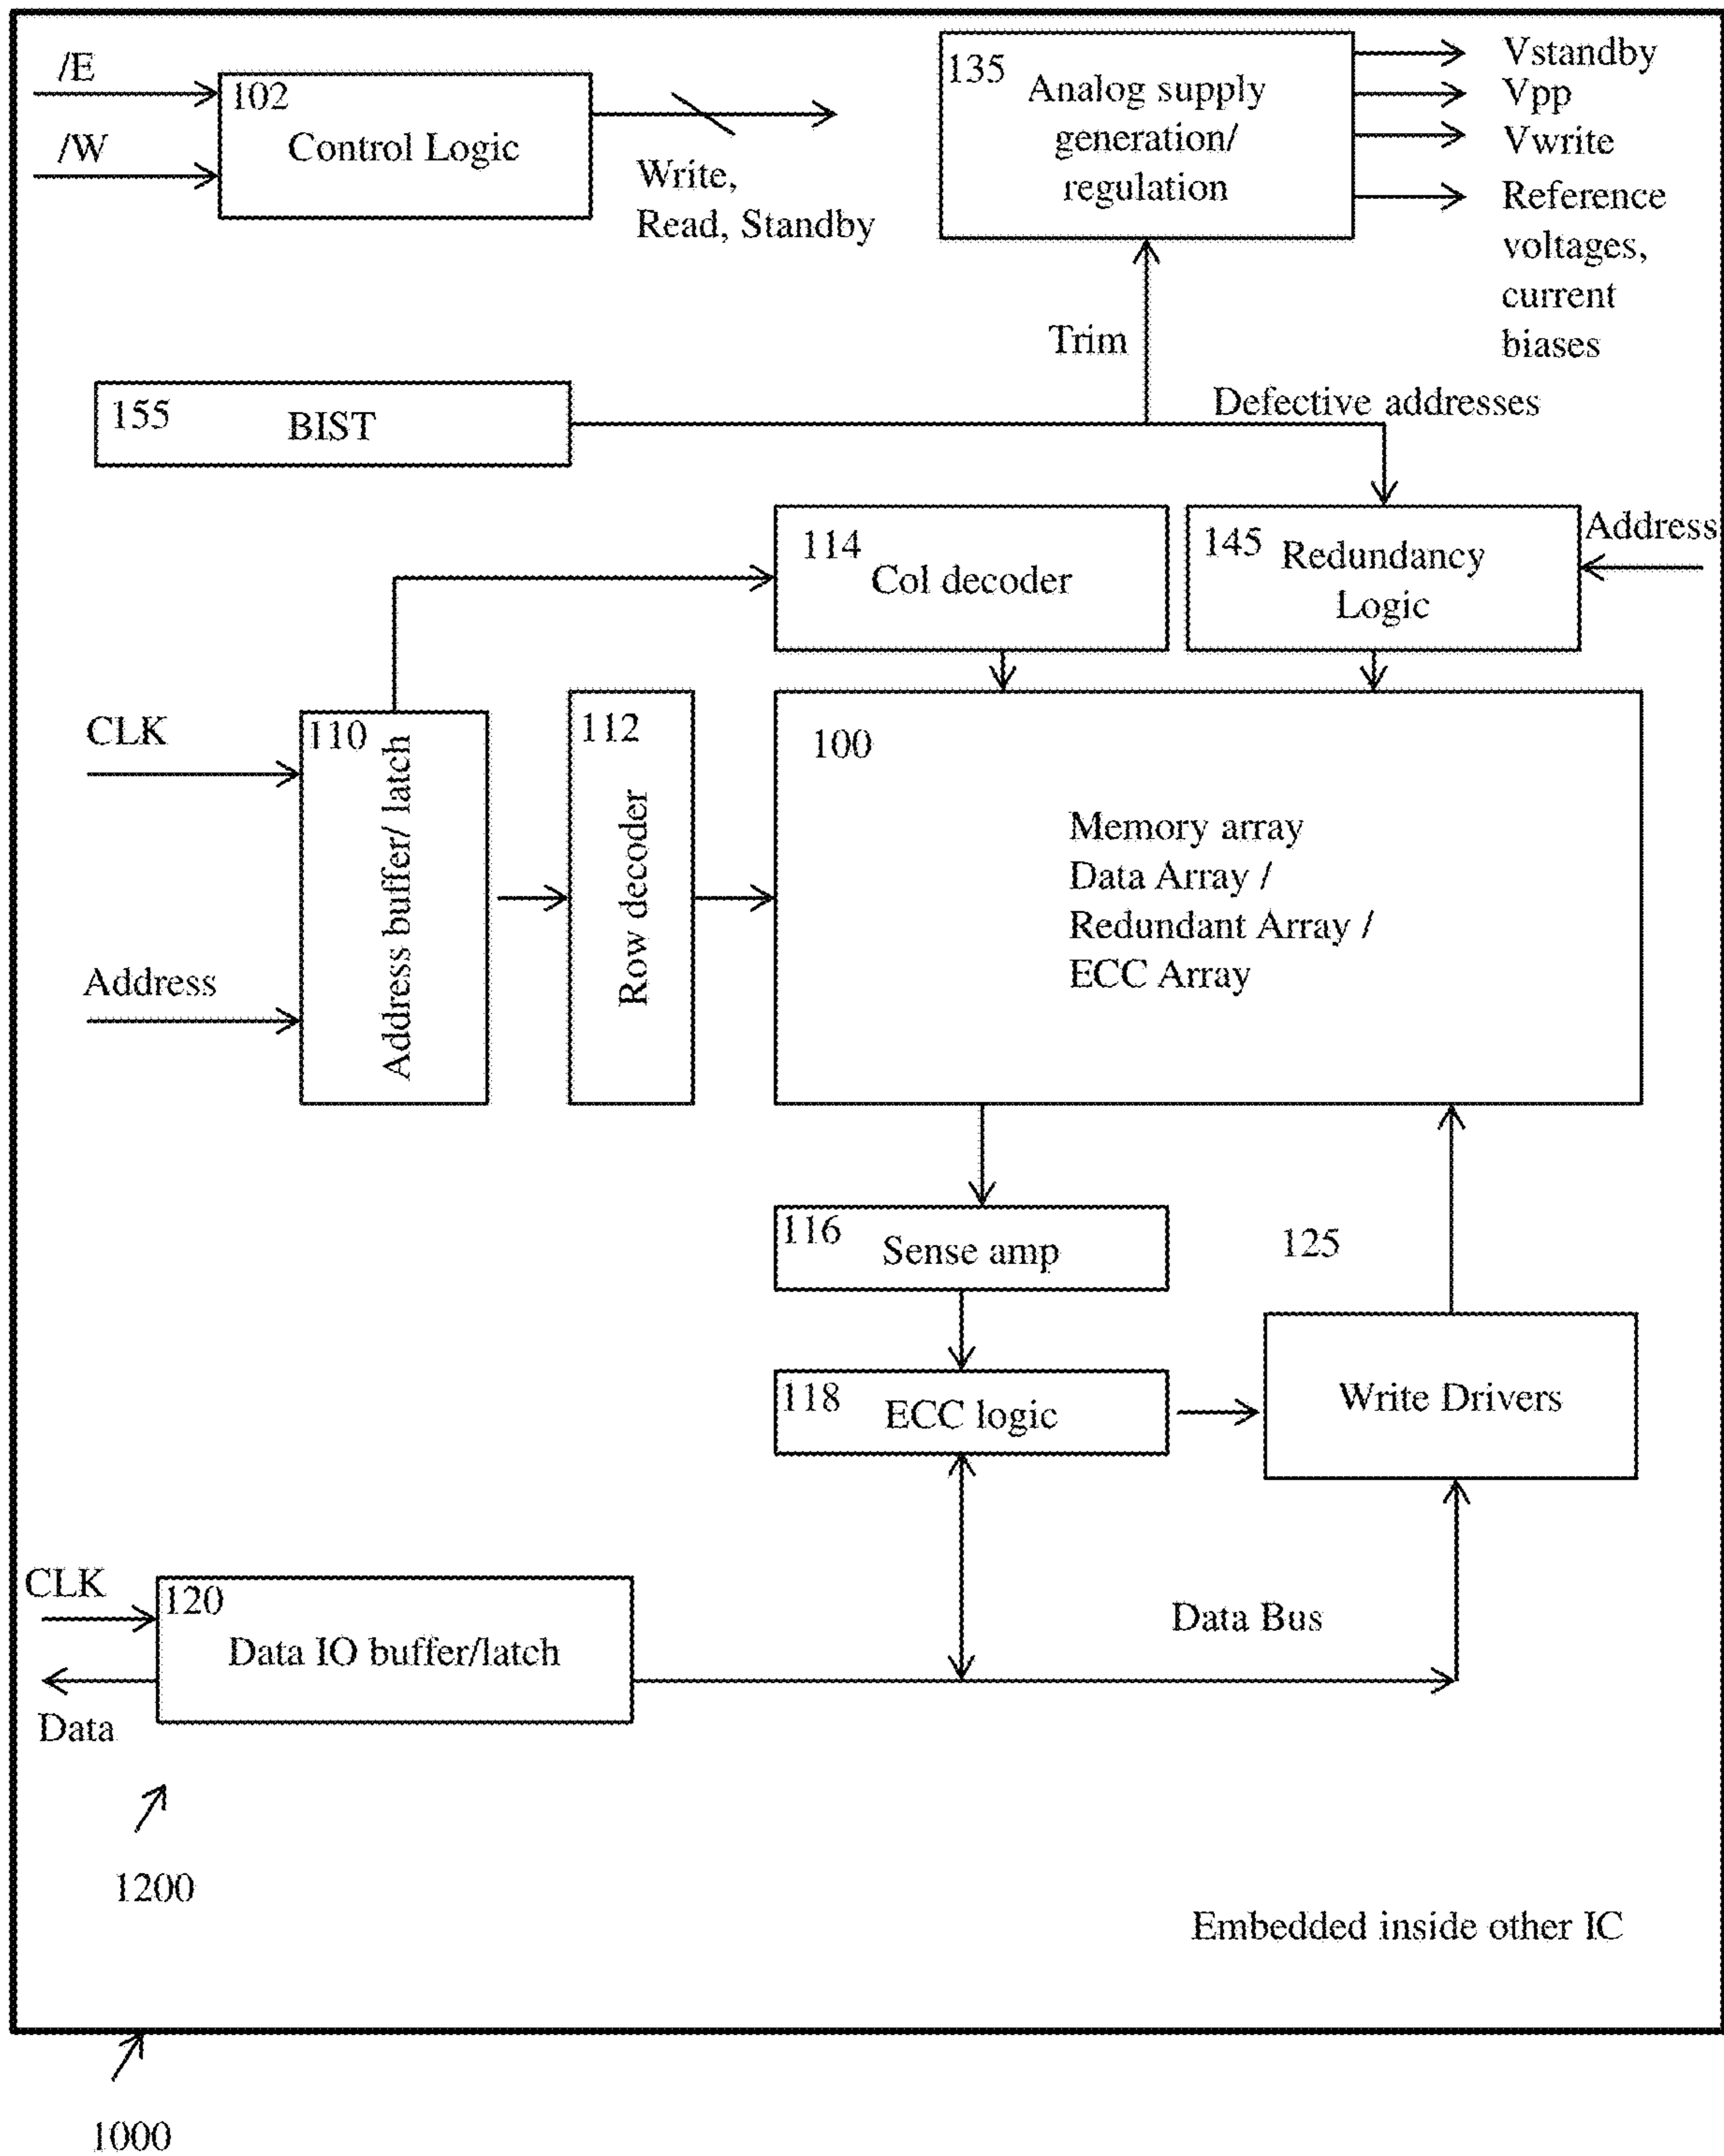 /E
/W
102
Control Logic
Write,
Read, Standby
135
Analog supply
generation/
regulation
Vstandby
Vpp
Vwrite
Reference
voltages,
current
biases
Trim
155
BIST
Defective addresses
114
Col decoder
145
Redundancy
Logic
Address
CLK
Address
110
Address buffer/ latch
112
Row decoder
100
Memory array
Data Array /
Redundant Array /
ECC Array
116
Sense amp
125
118
ECC logic
Write Drivers
CLK
120
Data IO buffer/latch
Data
Data Bus
1200
Embedded inside other IC
1000